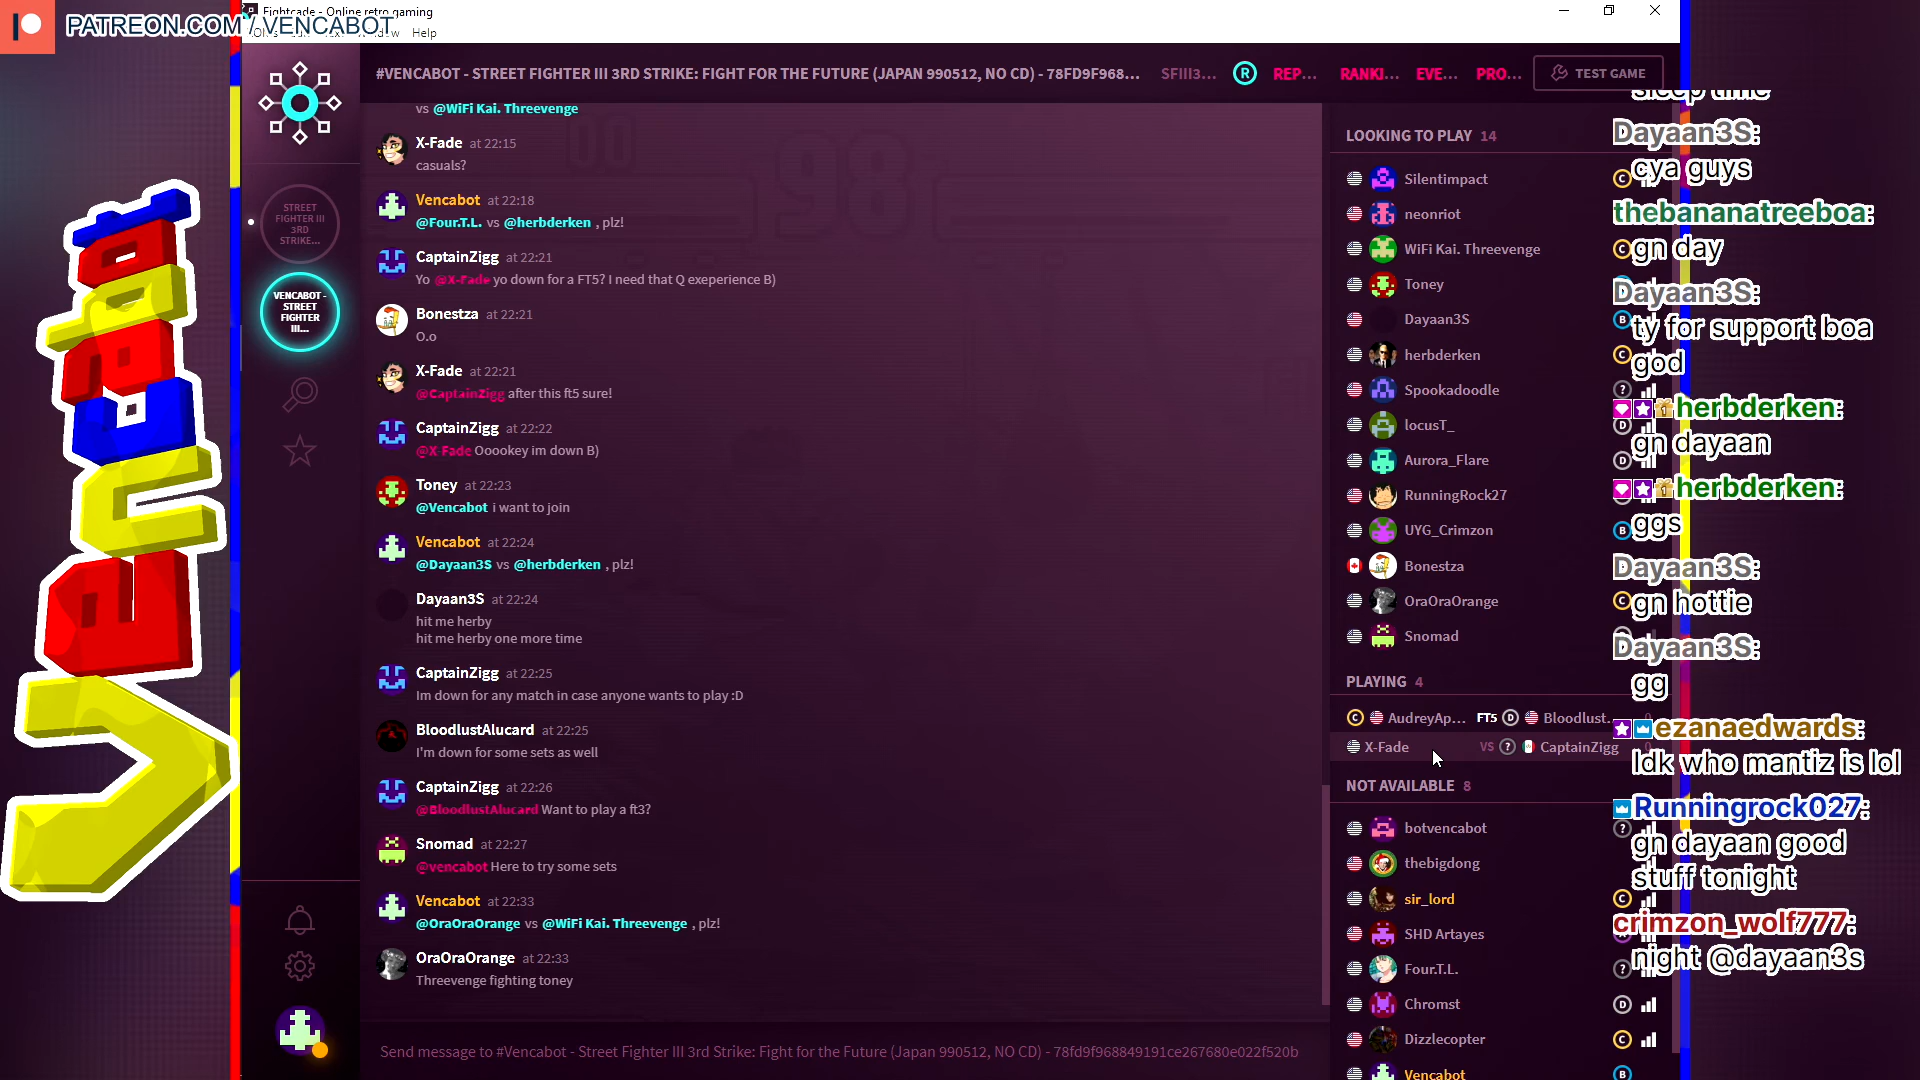 PATREON.COM / VENCABOT
Fightcade - Online retro gaming
Help
Vencabot
STREET
FIGHTER III
3RD
STRIKE...
VENCABOT -
STREET
FIGHTER
III...
#VENCABOT - STREET FIGHTER III 3RD STRIKE: FIGHT FOR THE FUTURE (JAPAN 990512, NO CD) - 78FD9F968...
SFIII3...
R
REP...
RANKI...
EVE...
PRO...
TEST GAME
vs @WiFi Kai. Threevenge
X-Fade at 22:15
casuals?
Vencabot at 22:18
@Four.T.L. vs @herbderken , plz!
CaptainZigg at 22:21
Yo @X-Fade yo down for a FT5? I need that Q exeperience B)
Bonestza at 22:21
O.o
X-Fade at 22:21
@CaptainZigg after this ft5 sure!
CaptainZigg at 22:22
@X-Fade Ooookey im down B)
Toney at 22:23
@Vencabot i want to join
Vencabot at 22:24
@Dayaan3S vs @herbderken , plz!
Dayaan3S at 22:24
hit me herby
hit me herby one more time
CaptainZigg at 22:25
Im down for any match in case anyone wants to play :D
BloodlustAlucard at 22:25
I'm down for some sets as well
CaptainZigg at 22:26
@BloodlustAlucard Want to play a ft3?
Snomad at 22:27
@vencabot Here to try some sets
Vencabot at 22:33
@OraOraOrange vs @WiFi Kai. Threevenge , plz!
OraOraOrange at 22:33
Threevenge fighting toney
Send message to #Vencabot - Street Fighter III 3rd Strike: Fight for the Future (Japan 990512, NO CD) - 78fd9f968849191ce267680e022f520b
LOOKING TO PLAY 14
Silentimpact C
neonriot
WiFi Kai. Threevenge C
Toney
Dayaan3S B
herbderken C
Spookadoodle ?
locusT_ D
Aurora_Flare D
RunningRock27
UYG_Crimzon B
Bonestza
OraOraOrange C
Snomad
PLAYING 4
C AudreyAp... FT5 D Bloodlust...
X-Fade VS ? CaptainZigg
NOT AVAILABLE 8
botvencabot ?
thebigdong
sir_lord C
SHD Artayes
Four.T.L. ?
Chromst D
Dizzlecopter C
Vencabot B
sleep time
Dayaan3S:
cya guys
thebananatreeboa:
gn day
Dayaan3S:
ty for support boa
god
herbderken:
gn dayaan
herbderken:
ggs
Dayaan3S:
gn hottie
Dayaan3S:
gg
ezanaedwards:
Idk who mantiz is lol
Runningrock027:
gn dayaan good
stuff tonight
crimzon_wolf777:
night @dayaan3s